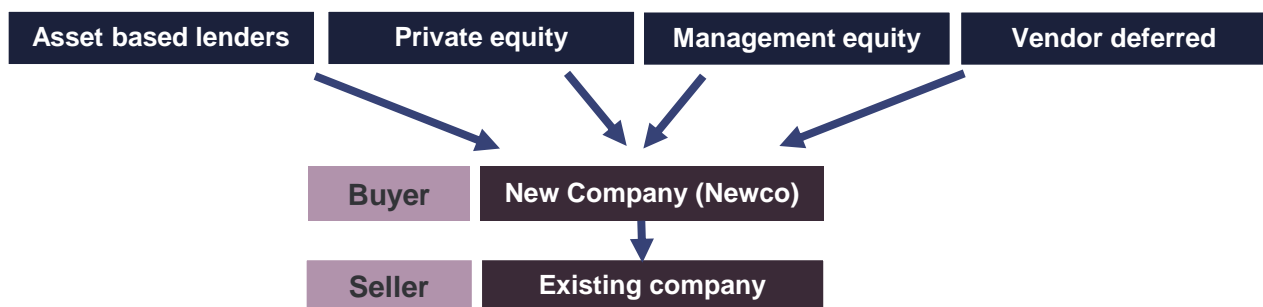 Asset based lenders
Private equity
Management equity
Vendor deferred
Buyer
New Company (Newco)
Seller
Existing company